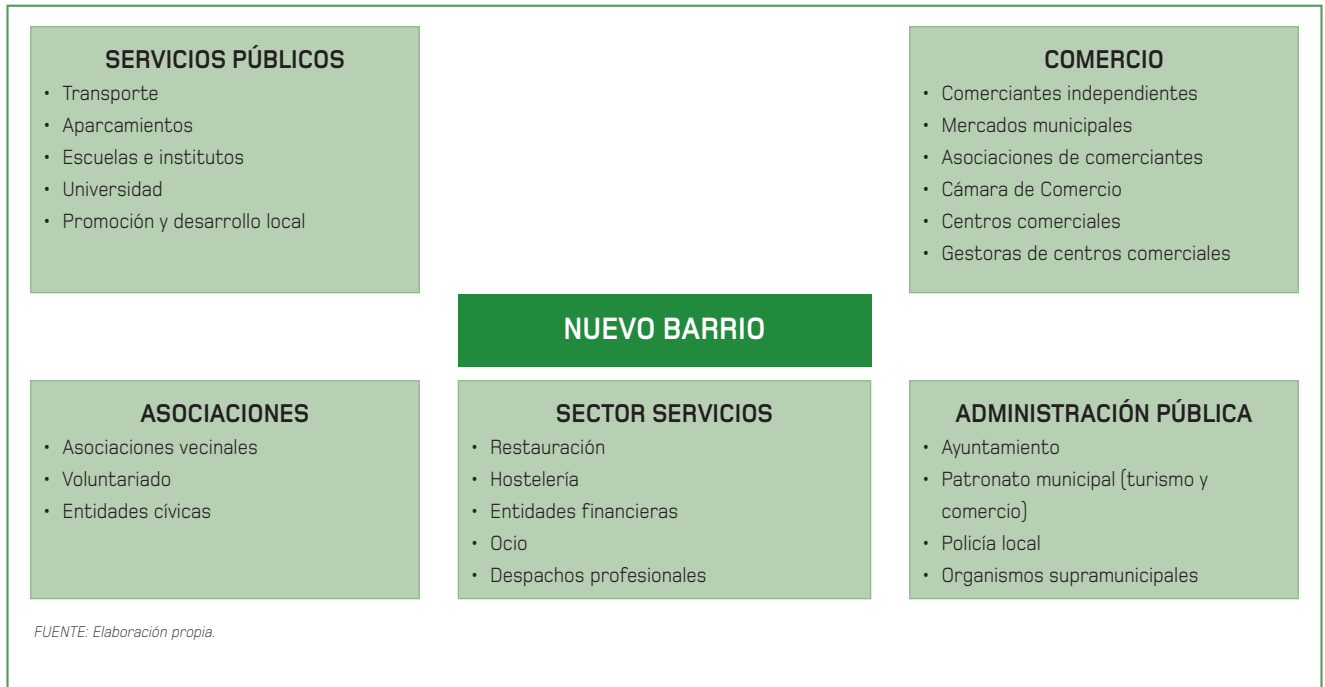 SERVICIOS PÚBLICOS
• Transporte
• Aparcamientos
• Escuelas e institutos
• Universidad
• Promoción y desarrollo local
COMERCIO
• Comerciantes independientes
• Mercados municipales
• Asociaciones de comerciantes
• Cámara de Comercio
• Centros comerciales
• Gestoras de centros comerciales
NUEVO BARRIO
ASOCIACIONES
• Asociaciones vecinales
• Voluntariado
• Entidades cívicas
SECTOR SERVICIOS
• Restauración
• Hostelería
• Entidades financieras
• Ocio
• Despachos profesionales
ADMINISTRACIÓN PÚBLICA
• Ayuntamiento
• Patronato municipal (turismo y
comercio)
• Policía local
• Organismos supramunicipales
FUENTE: Elaboración propia.